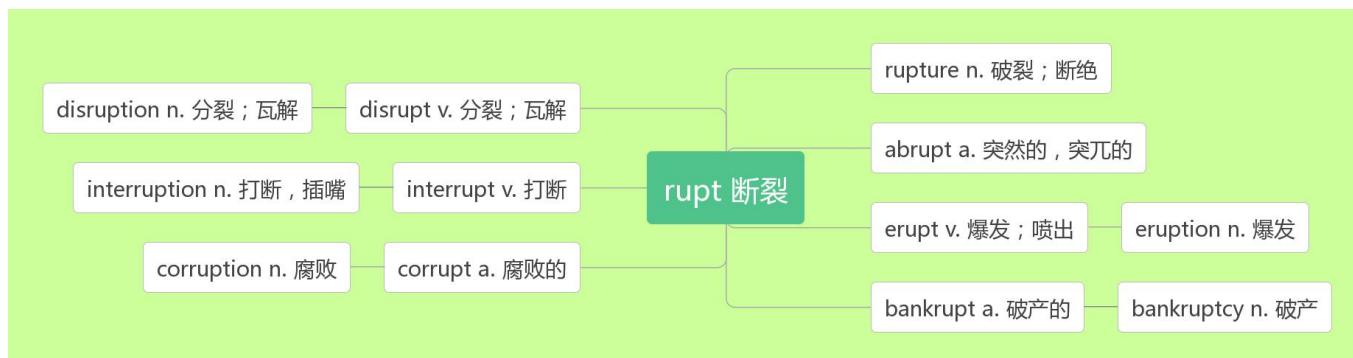 rupture n. 破裂；断绝
disruption n. 分裂；瓦解
disrupt v. 分裂；瓦解
abrupt a. 突然的，突兀的
interruption n. 打断，插嘴
interrupt v. 打断
rupt 断裂
erupt v. 爆发；喷出
eruption n. 爆发
corruption n. 腐败
corrupt a. 腐败的
bankrupt a. 破产的
bankruptcy n. 破产